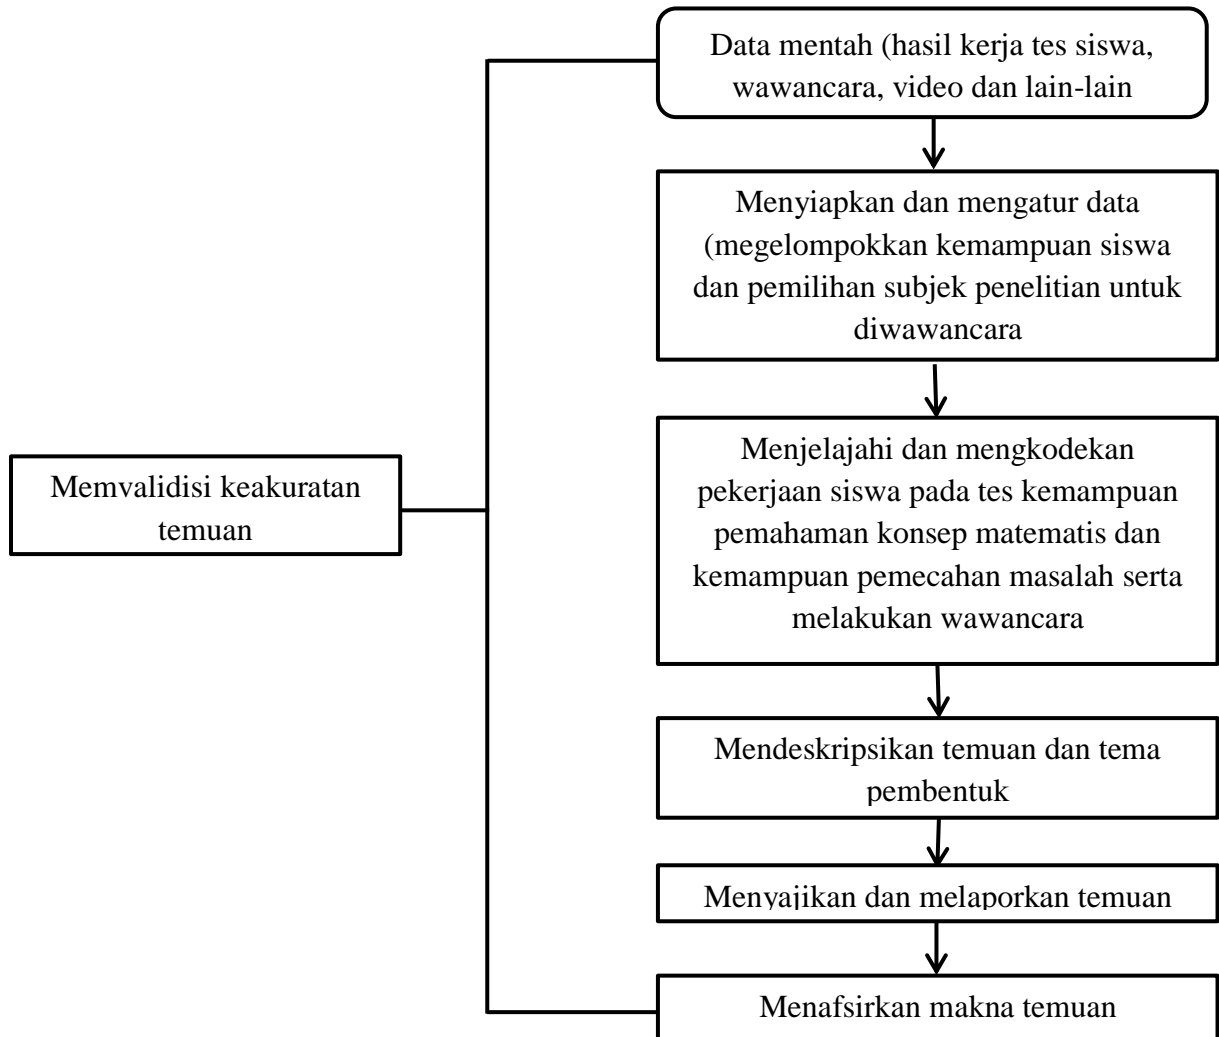 Data mentah (hasil kerja tes siswa,
wawancara, video dan lain-lain
Menyiapkan dan mengatur data
(megelompokkan kemampuan siswa
dan pemilihan subjek penelitian untuk
diwawancara
Menjelajahi dan mengkodekan
pekerjaan siswa pada tes kemampuan
pemahaman konsep matematis dan
kemampuan pemecahan masalah serta
melakukan wawancara
Memvalidisi keakuratan
temuan
Mendeskripsikan temuan dan tema
pembentuk
Menyajikan dan melaporkan temuan
Menafsirkan makna temuan